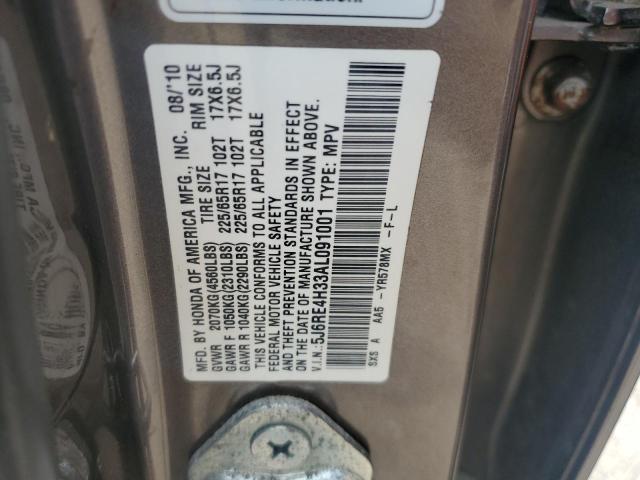 MFD. BY HONDA OF AMERICA MFG., INC. 08/'10
GVWR 2070KG(4560LBS) TIRE SIZE RIM SIZE
GAWR F 1050KG(2310LBS) 225/65R17 102T 17X6.5J
GAWR R 1040KG(2290LBS) 225/65R17 102T 17X6.5J
THIS VEHICLE CONFORMS TO ALL APPLICABLE
FEDERAL MOTOR VEHICLE SAFETY
AND THEFT PREVENTION STANDARDS IN EFFECT
ON THE DATE OF MANUFACTURE SHOWN ABOVE.
V.I.N.: 5J6RE4H33AL091001 TYPE: MPV
SXS A AA5 -YR578MX -F-L